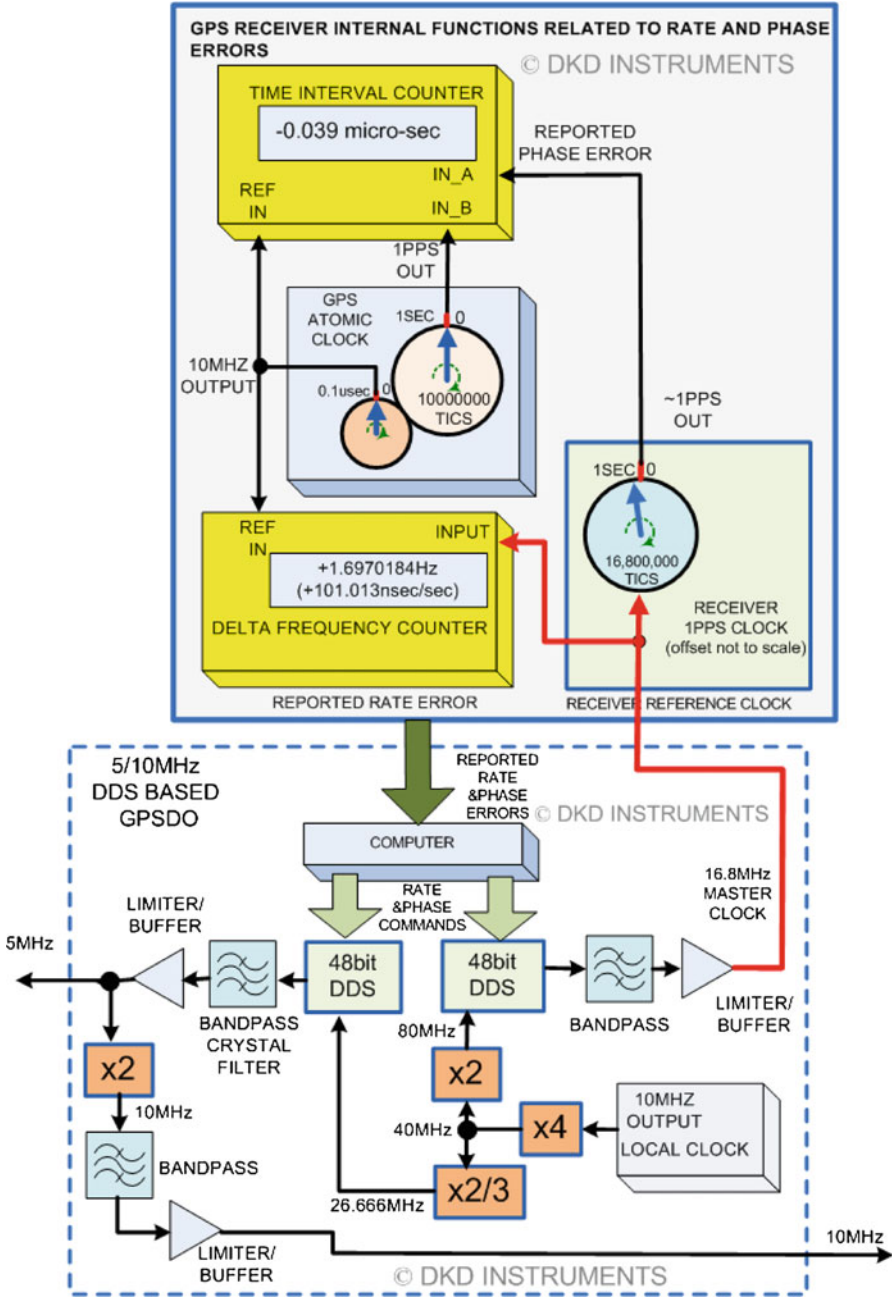 GPS RECEIVER INTERNAL FUNCTIONS RELATED TO RATE AND PHASE
ERRORS
© DKD INSTRUMENTS
TIME INTERVAL COUNTER
-0.039 micro-sec
REPORTED
PHASE ERROR
IN_A
REF
IN
IN_B
1PPS
OUT
GPS
ATOMIC
CLOCK
1SEC
0
10MHZ
OUTPUT
0.1usec
0
10000000
TICS
~1PPS
OUT
1SEC
0
16,800,000
TICS
REF
IN
INPUT
+1.6970184Hz
(+101.013nsec/sec)
DELTA FREQUENCY COUNTER
RECEIVER
1PPS CLOCK
(offset not to scale)
REPORTED RATE ERROR
RECEIVER REFERENCE CLOCK
5/10MHz
DDS BASED
GPSDO
REPORTED
RATE
&PHASE
ERRORS
© DKD INSTRUMENTS
COMPUTER
RATE
&PHASE
COMMANDS
16.8MHz
MASTER
CLOCK
LIMITER/
BUFFER
5MHz
48bit
DDS
48bit
DDS
BANDPASS
CRYSTAL
FILTER
80MHz
BANDPASS
LIMITER/
BUFFER
x2
x2
10MHz
40MHz
x4
10MHZ
OUTPUT
LOCAL CLOCK
BANDPASS
26.666MHz
x2/3
LIMITER/
BUFFER
10MHz
© DKD INSTRUMENTS